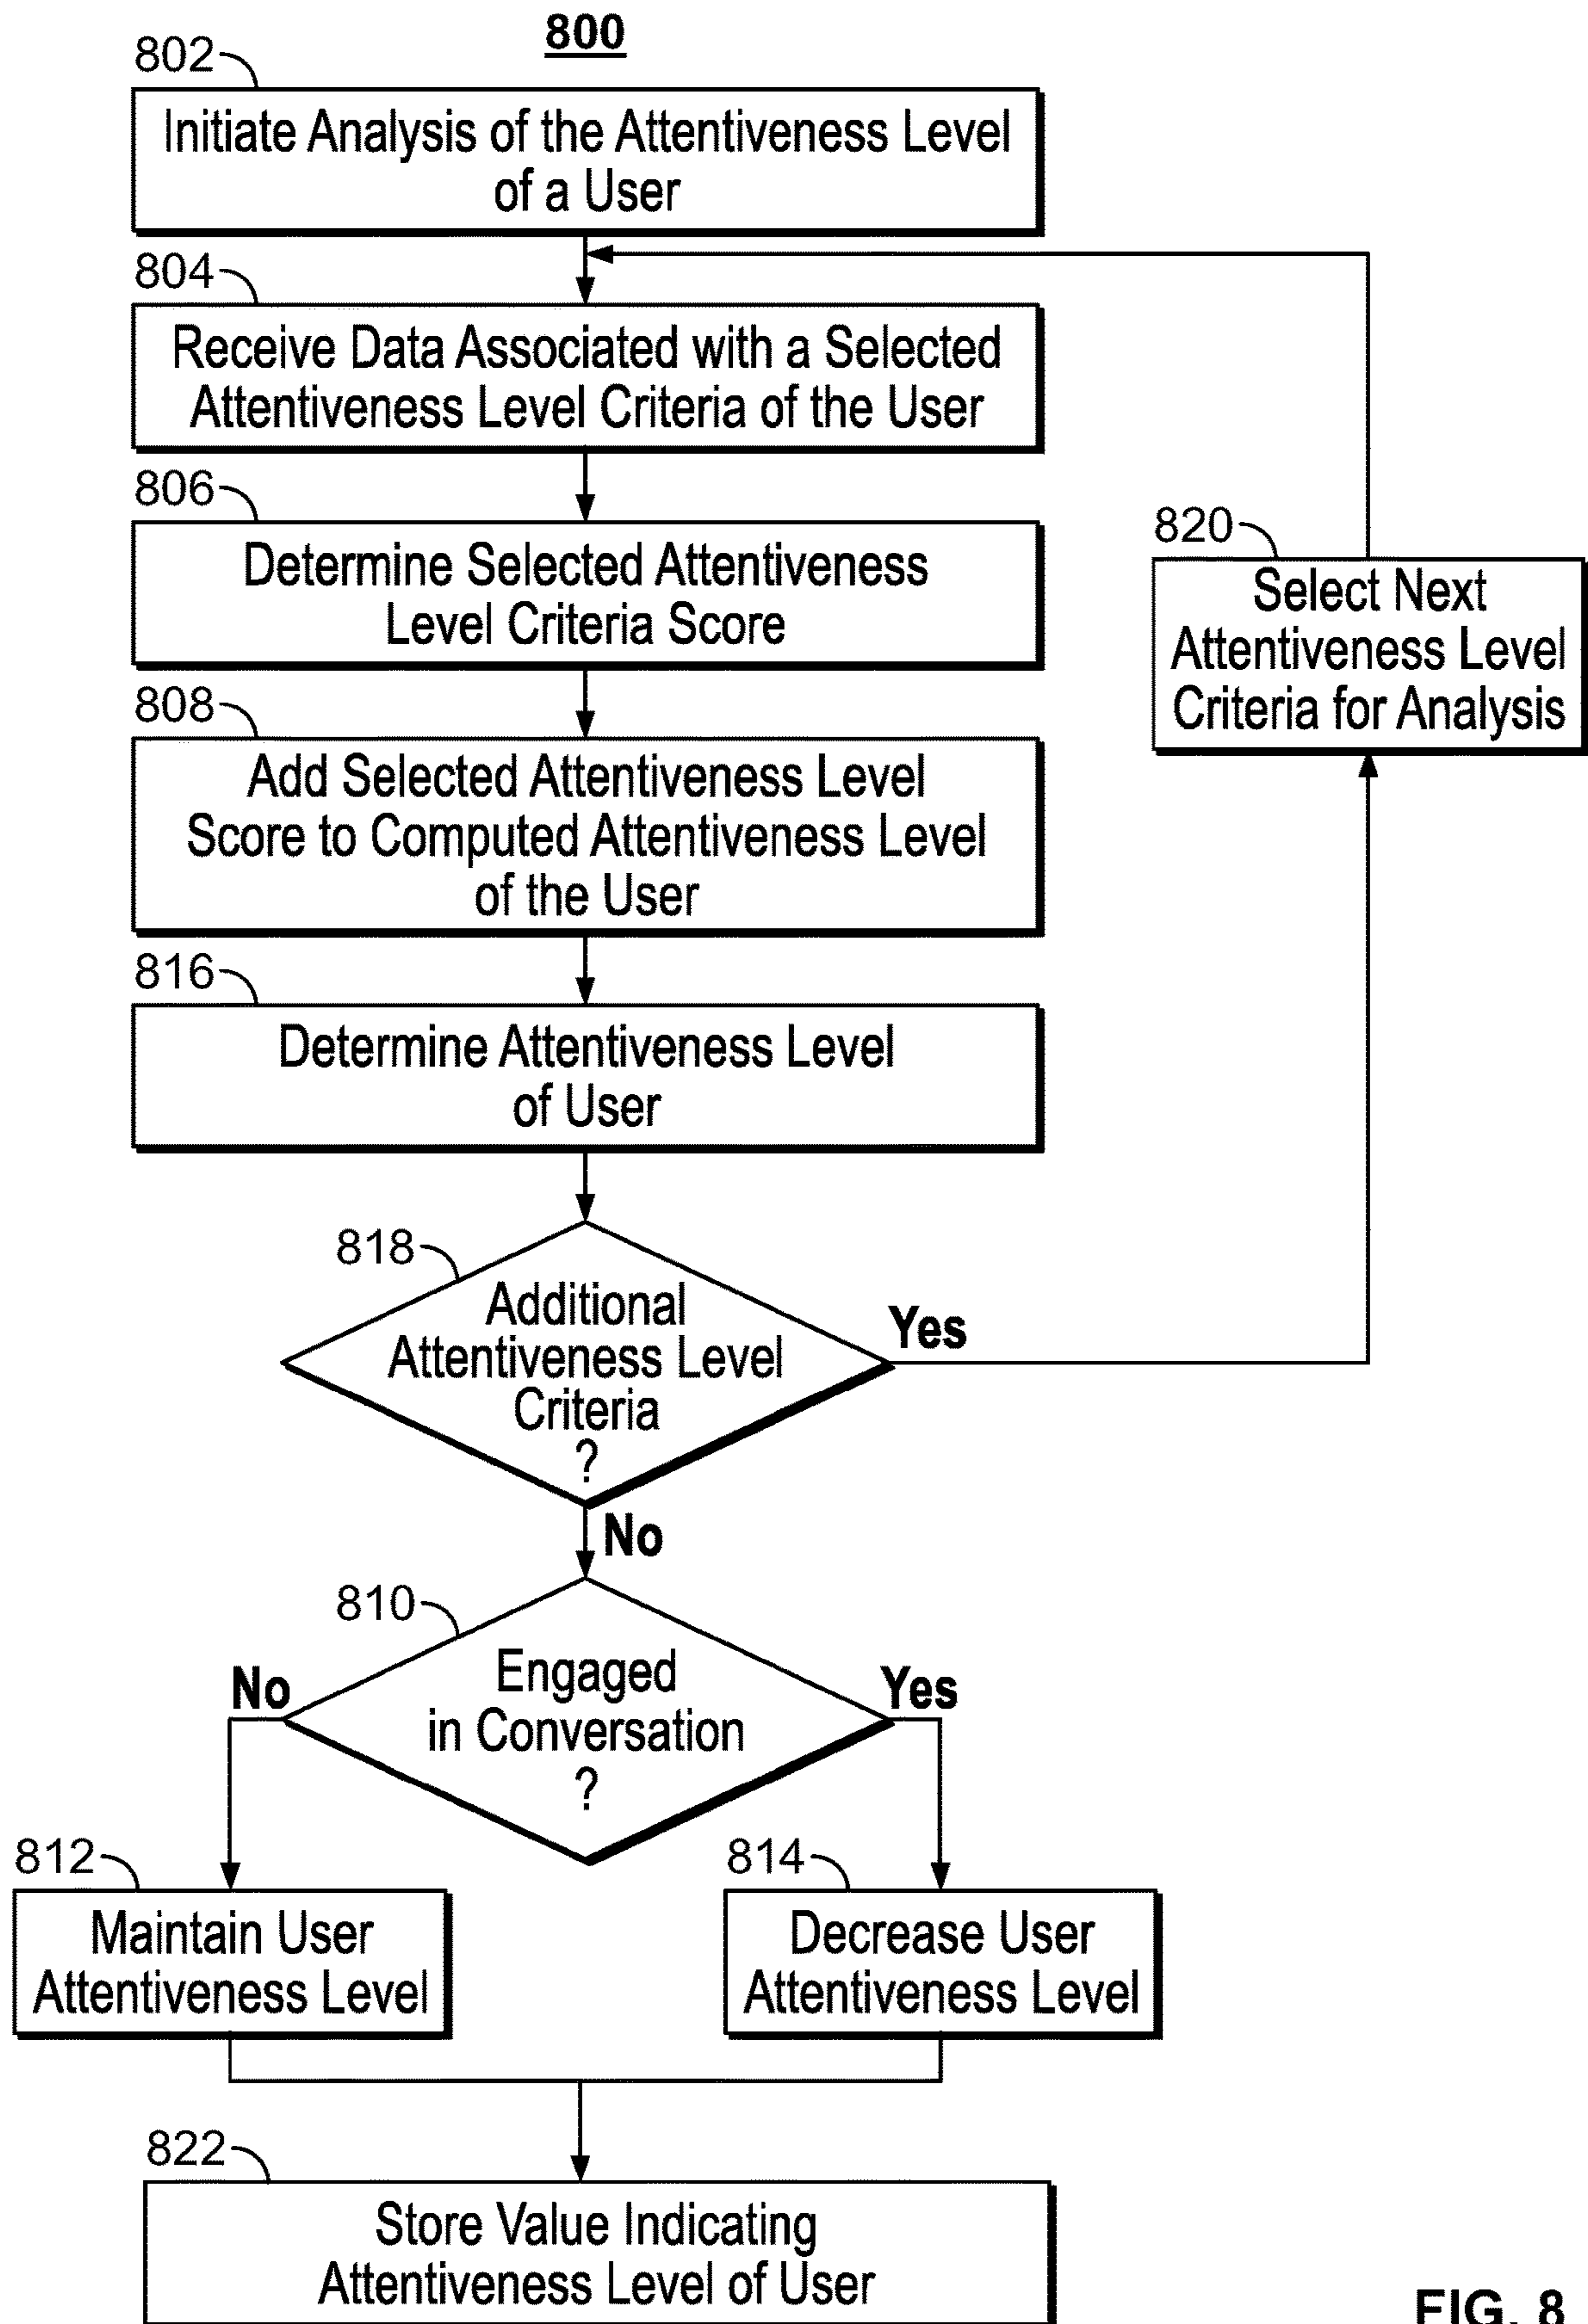 800
802
Initiate Analysis of the Attentiveness Level
of a User
804
Receive Data Associated with a Selected
Attentiveness Level Criteria of the User
806
Determine Selected Attentiveness
Level Criteria Score
820
Select Next
Attentiveness Level
Criteria for Analysis
808
Add Selected Attentiveness Level
Score to Computed Attentiveness Level
of the User
816
Determine Attentiveness Level
of User
818
Additional
Attentiveness Level
Criteria
?
Yes
No
810
Engaged
in Conversation
?
No
Yes
812
Maintain User
Attentiveness Level
814
Decrease User
Attentiveness Level
822
Store Value Indicating
Attentiveness Level of User
FIG. 8